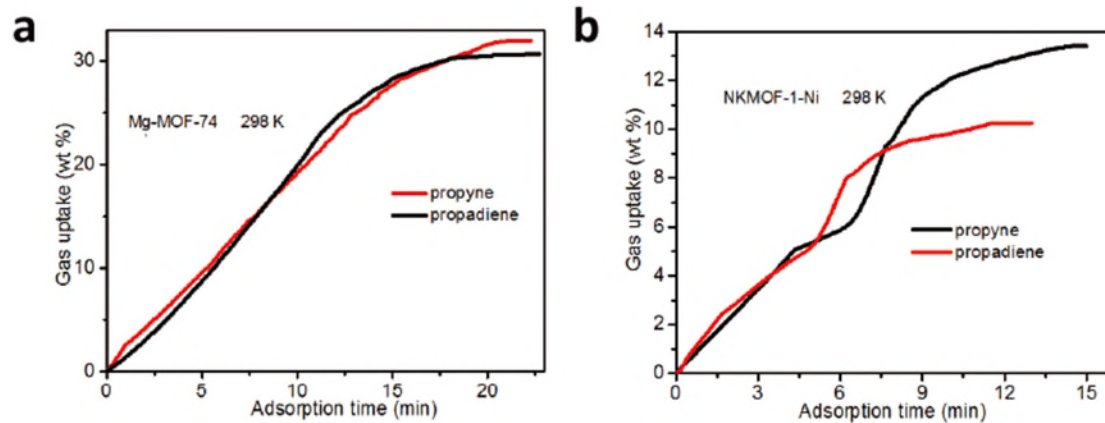 a
Gas uptake (wt %)
30
20
10
0
Mg-MOF-74 298 K
propyne
propadiene
0 5 10 15 20
Adsorption time (min)
b
Gas uptake (wt %)
14
12
10
8
6
4
2
0
NKMOF-1-Ni 298 K
propyne
propadiene
0 3 6 9 12 15
Adsorption time (min)